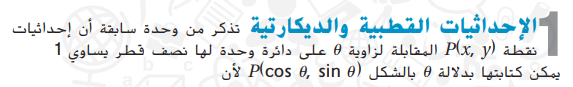 1 الإحداثيات القطبية والديكارتية تذكر من وحدة سابقة أن إحداثيات
نقطة P(x, y) المقابلة لزاوية θ على دائرة وحدة لها نصف قطر يساوي 1
يمكن كتابتها بدلالة θ بالشكل P(cos θ, sin θ) لأن